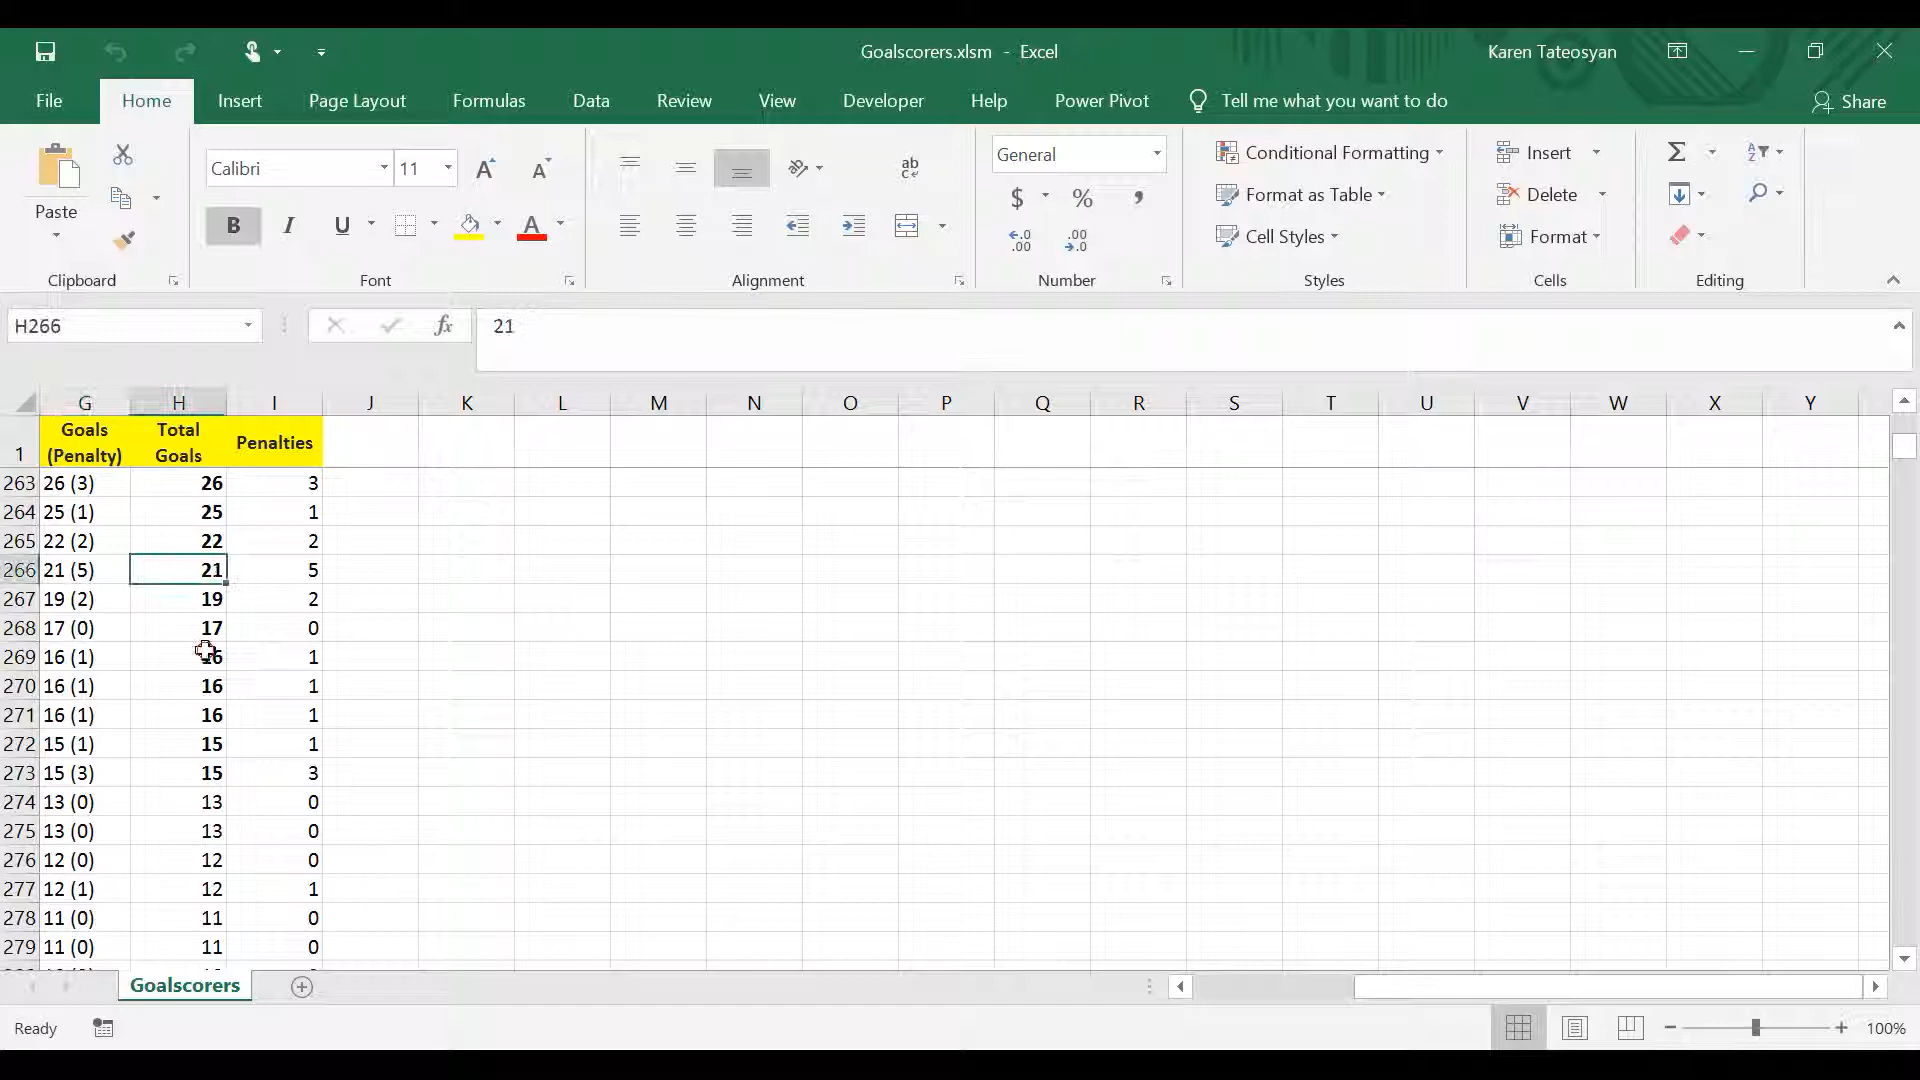 Goalscorers.xlsm - Excel
Karen Tateosyan
File Home Insert Page Layout Formulas Data Review View Developer Help Power Pivot Tell me what you want to do Share
Paste
Clipboard
Calibri 11
B I U A
Font
ab
Alignment
General
$ % ,
Number
Conditional Formatting
Format as Table
Cell Styles
Styles
Insert
Delete
Format
Cells
Editing
H266 fx 21
G H I J K L M N O P Q R S T U V W X Y
1 Goals (Penalty) Total Goals Penalties
263 26 (3) 26 3
264 25 (1) 25 1
265 22 (2) 22 2
266 21 (5) 21 5
267 19 (2) 19 2
268 17 (0) 17 0
269 16 (1) 16 1
270 16 (1) 16 1
271 16 (1) 16 1
272 15 (1) 15 1
273 15 (3) 15 3
274 13 (0) 13 0
275 13 (0) 13 0
276 12 (0) 12 0
277 12 (1) 12 1
278 11 (0) 11 0
279 11 (0) 11 0
Goalscorers
Ready
100%